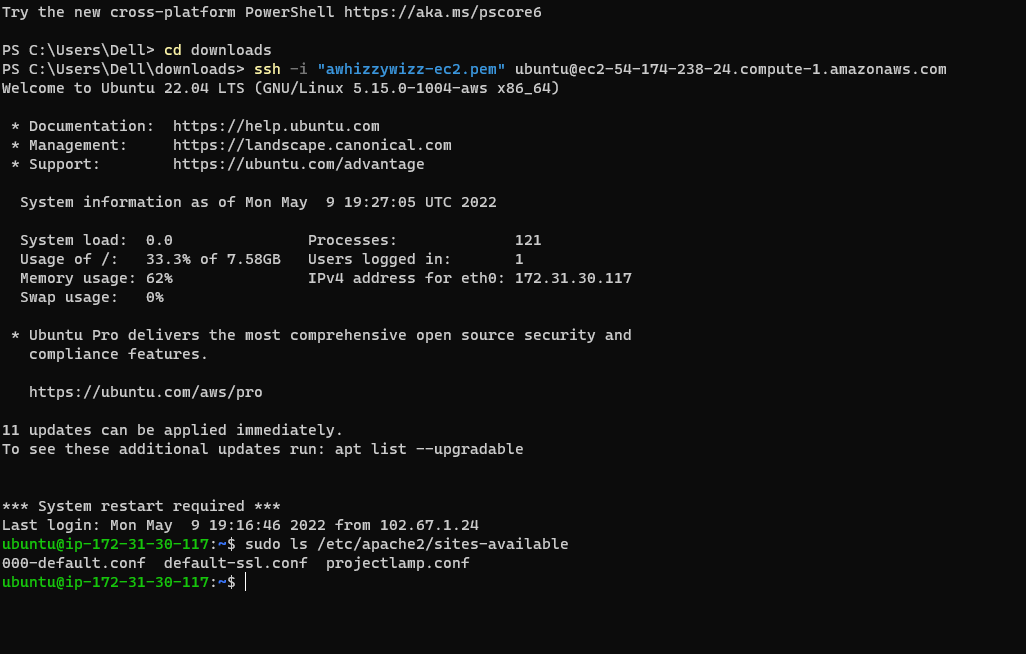 Try the new cross-platform PowerShell https://aka.ms/pscore6
PS C:\Users\Dell> cd downloads
PS C:\Users\Dell\downloads> ssh -i "awhizzywizz-ec2.pem" ubuntu@ec2-54-174-238-24.compute-1.amazonaws.com
Welcome to Ubuntu 22.04 LTS (GNU/Linux 5.15.0-1004-aws x86_64)
* Documentation:  https://help.ubuntu.com
* Management:     https://landscape.canonical.com
* Support:        https://ubuntu.com/advantage
System information as of Mon May  9 19:27:05 UTC 2022
System load:  0.0               Processes:             121
Usage of /:   33.3% of 7.58GB   Users logged in:       1
Memory usage: 62%               IPv4 address for eth0: 172.31.30.117
Swap usage:   0%
* Ubuntu Pro delivers the most comprehensive open source security and
compliance features.
https://ubuntu.com/aws/pro
11 updates can be applied immediately.
To see these additional updates run: apt list --upgradable
*** System restart required ***
Last login: Mon May  9 19:16:46 2022 from 102.67.1.24
ubuntu@ip-172-31-30-117:~$ sudo ls /etc/apache2/sites-available
000-default.conf  default-ssl.conf  projectlamp.conf
ubuntu@ip-172-31-30-117:~$